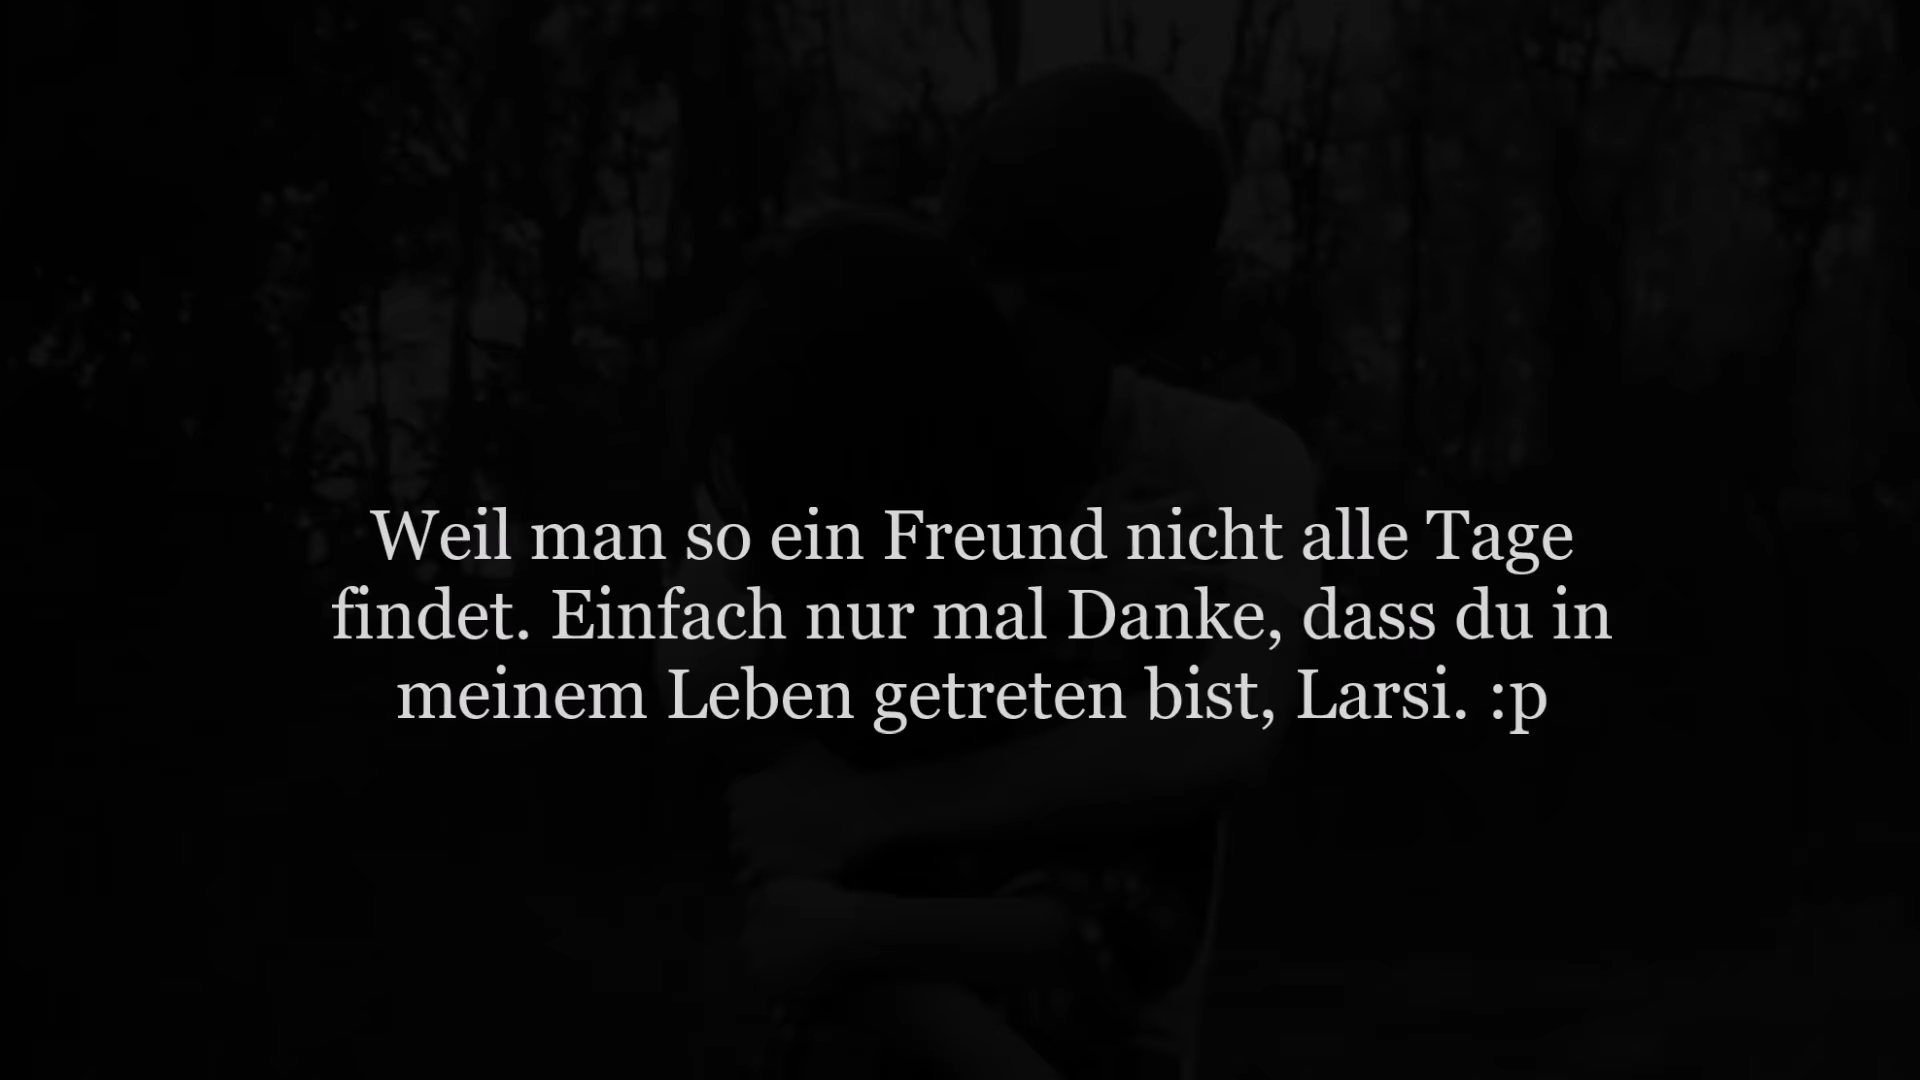 Weil man so ein Freund nicht alle Tage
findet. Einfach nur mal Danke, dass du in
meinem Leben getreten bist, Larsi. :p